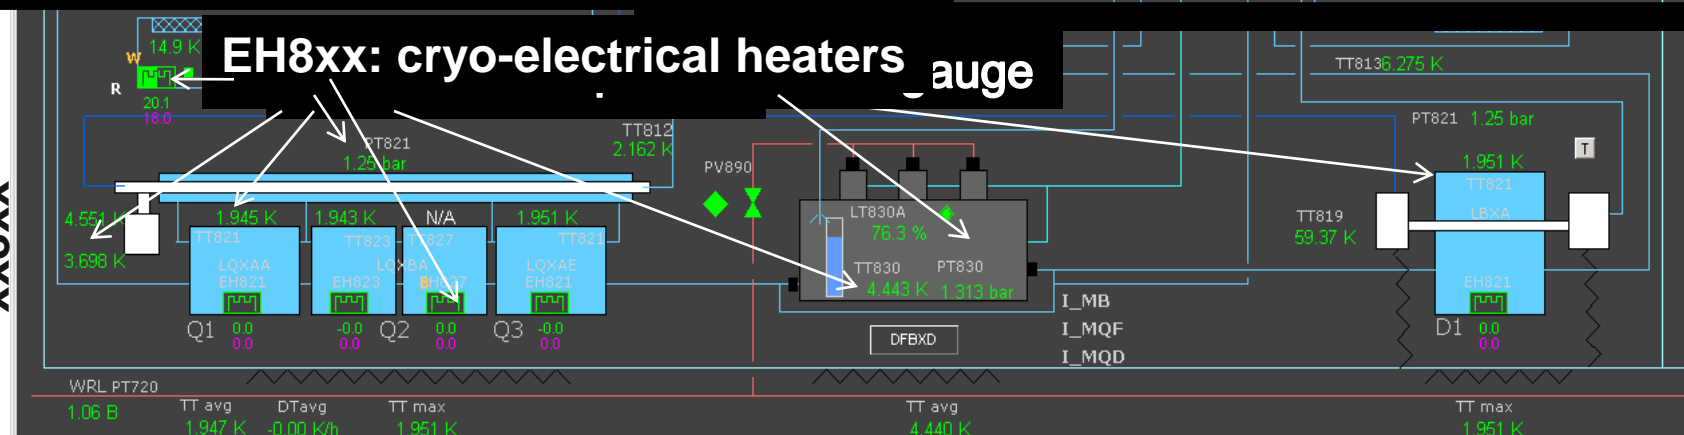 EH8xx: cryo-electrical heaters
auge
14.9 K
W
R
20.1
18.0
TT813 6.275 K
PT821
1.25 bar
TT812
2.162 K
PV890
PT821 1.25 bar
T
1.951 K
TT821
LBXA
TT819
59.37 K
4.551 K
3.698 K
1.945 K 1.943 K N/A 1.951 K
TT821 TT823 TT827 TT821
LQXAA LQXBA LQXAE
EH821 EH823 EH827 EH821
Q1 0.0 -0.0 Q2 0.0 Q3 -0.0
0.0 0.0 0.0 0.0
LT830A
76.3 %
TT830 PT830
4.443 K 1.313 bar
DFBXD
I_MB
I_MQF
I_MQD
EH821
D1 0.0
0.0
WRL PT720
1.06 B
TT avg DTavg TT max TT avg TT max
1.947 K -0.00 K/h 1.951 K 4.440 K 1.951 K